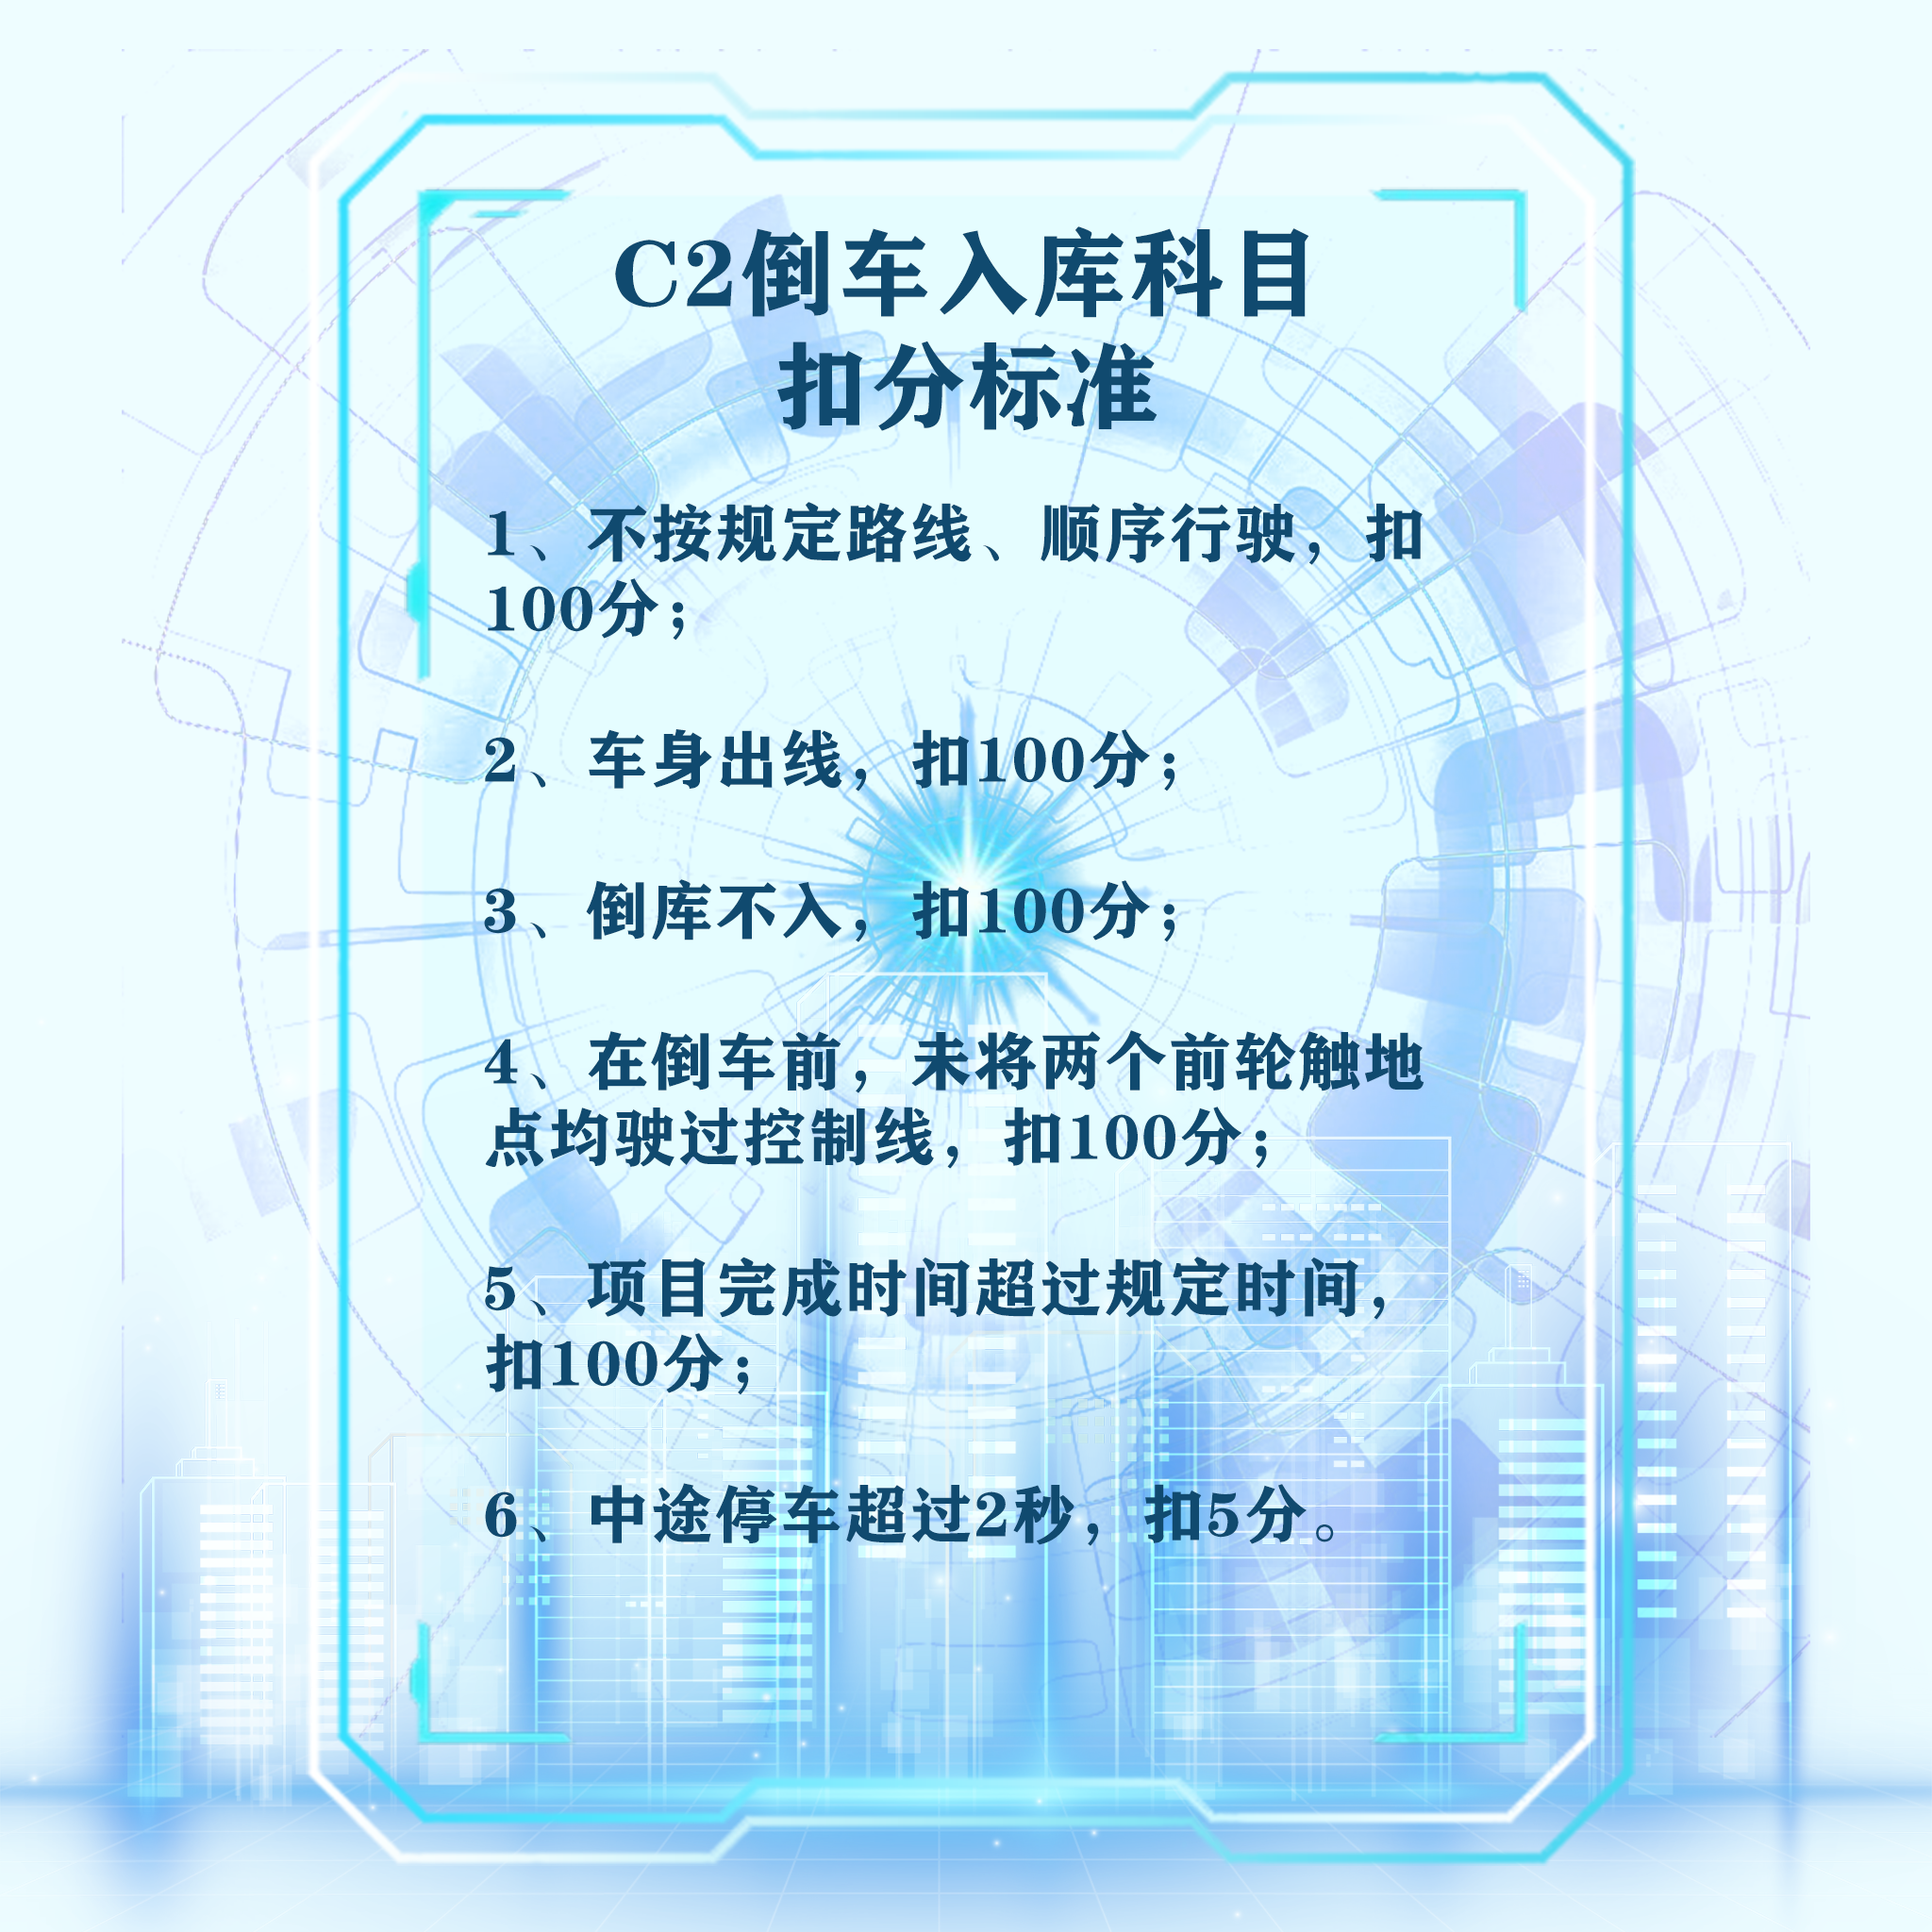 C2倒车入库科目
扣分标准
1、不按规定路线、顺序行驶，扣
100分；
2、车身出线，扣100分；
3、倒库不入，扣100分；
4、在倒车前，未将两个前轮触地
点均驶过控制线，扣100分；
5、项目完成时间超过规定时间，
扣100分；
6、中途停车超过2秒，扣5分。